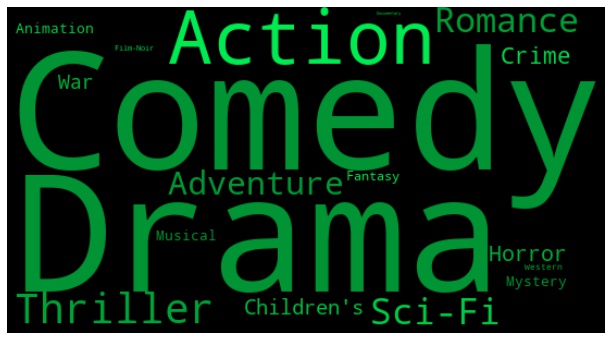 Animation
Film-Noir
Action
Documentary
Romance
Crime
War
Comedy
Adventure
Fantasy
Drama
Musical
Horror
Western
Mystery
Thriller
Children's
Sci-Fi